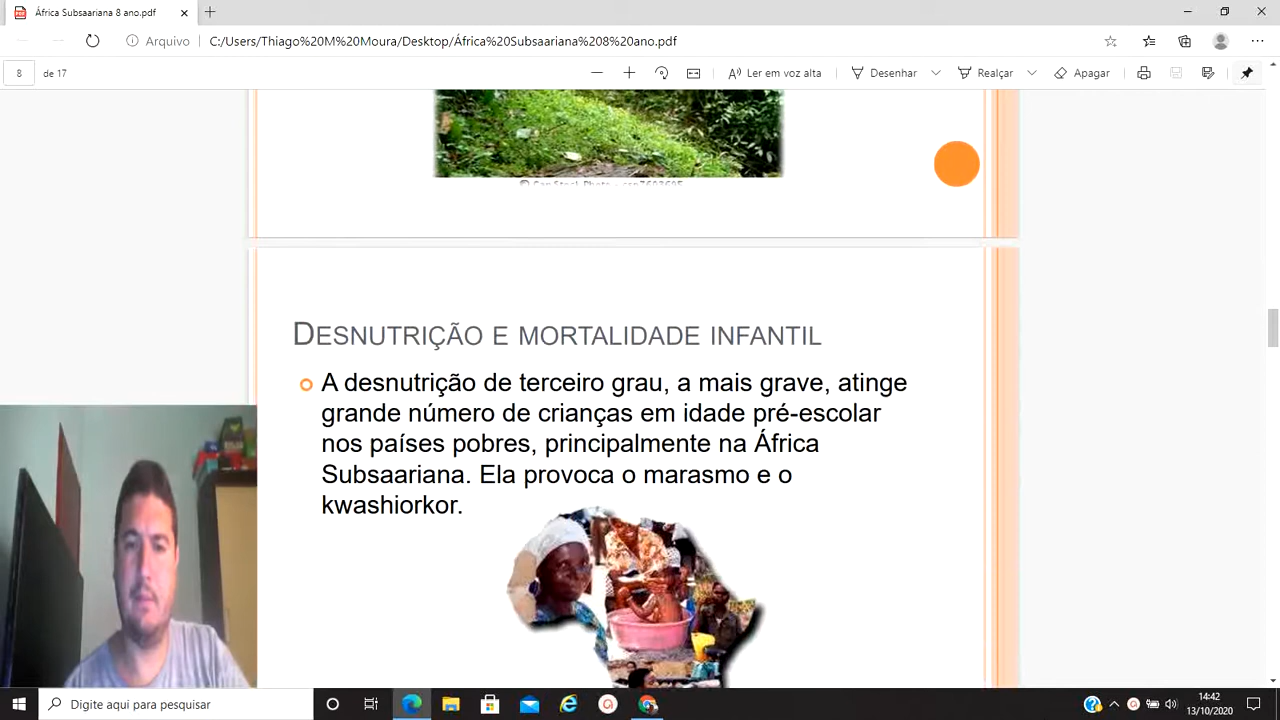 África Subsaariana 8 ano.pdf
Arquivo
C:/Users/Thiago%20M%20Moura/Desktop/África%20Subsaariana%208%20ano.pdf
8 de 17
Ler em voz alta
Desenhar
Realçar
Apagar
DESNUTRIÇÃO E MORTALIDADE INFANTIL
A desnutrição de terceiro grau, a mais grave, atinge
grande número de crianças em idade pré-escolar
nos países pobres, principalmente na África
Subsaariana. Ela provoca o marasmo e o
kwashiorkor.
Digite aqui para pesquisar
14:42
13/10/2020